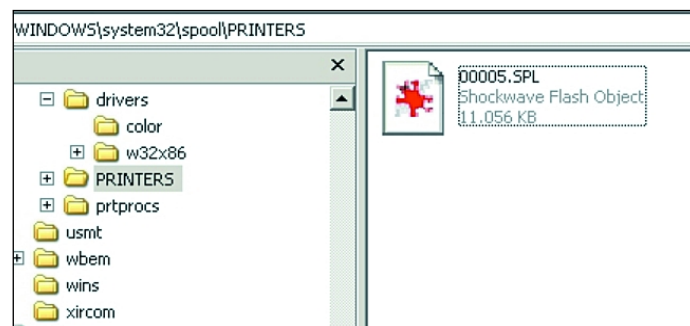 WINDOWS\system32\spool\PRINTERS
drivers
color
w32x86
PRINTERS
prtprocs
usmt
wbem
wins
xircom
00005.SPL
Shockwave Flash Object
11.056 KB